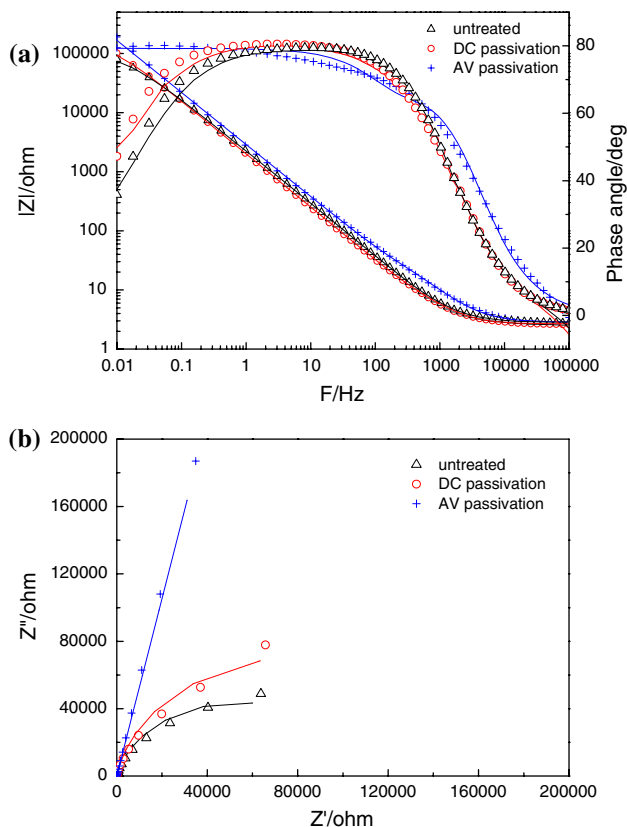 (a)
untreated
DC passivation
AV passivation
|Z|/ohm
100000
10000
1000
100
10
1
Phase angle/deg
80
60
40
20
0
0.01
0.1
1
10
100
1000
10000
100000
F/Hz
(b)
untreated
DC passivation
AV passivation
Z''/ohm
200000
160000
120000
80000
40000
0
0
40000
80000
120000
160000
200000
Z'/ohm